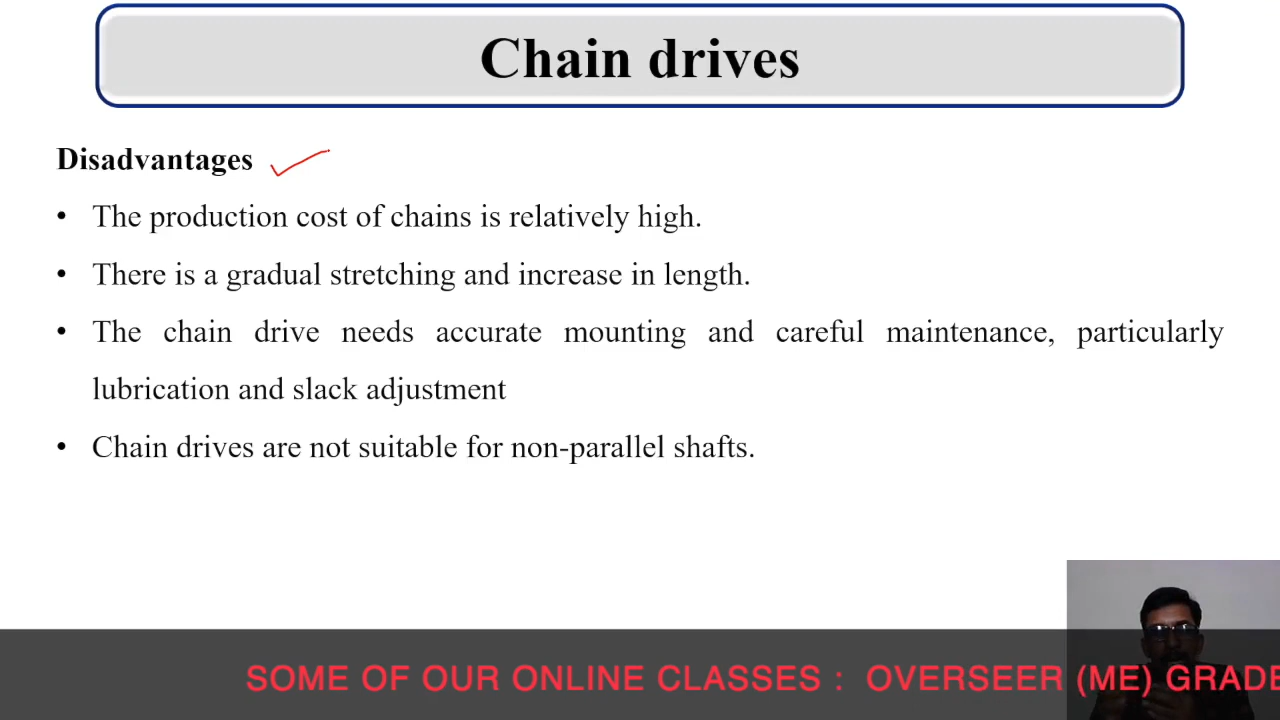 Chain drives
Disadvantages
• The production cost of chains is relatively high.
• There is a gradual stretching and increase in length.
• The chain drive needs accurate mounting and careful maintenance, particularly
lubrication and slack adjustment
• Chain drives are not suitable for non-parallel shafts.
SOME OF OUR ONLINE CLASSES : OVERSEER (ME) GRADE